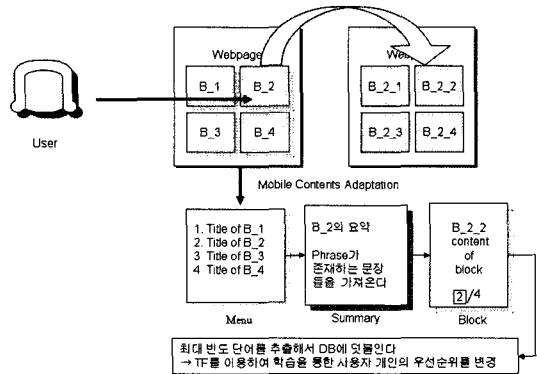 Webpage
We
B_1
B_2
B_3
B_4
B_2_1
B_2_2
B_2_3
B_2_4
User
Mobile Contents Adaptation
1. Title of B_1
2. Title of B_2
3 Title of B_3
4 Title of B_4
Menu
B_2의 요약
Phrase가
존재하는 문장
들을 가져온다
Summary
B_2_2
content
of
block
2/4
Block
최대 빈도 단어를 추출해서 DB에 덧붙인다
→ TF를 이용하여 학습을 통한 사용자 개인의 우선순위를 변경